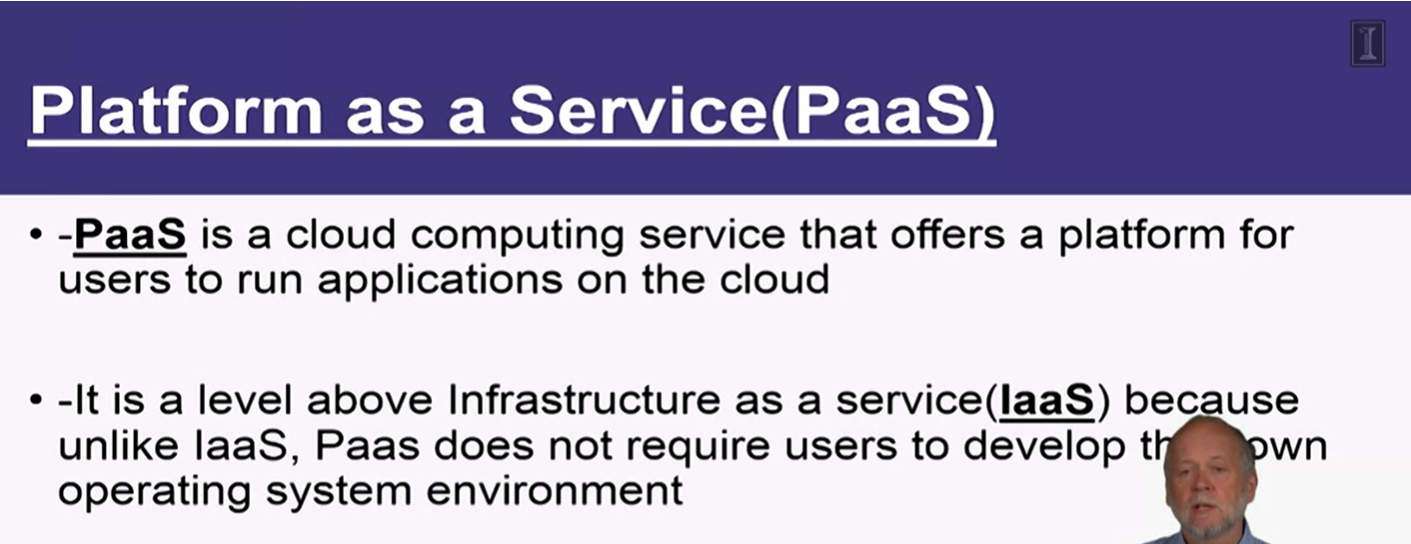 Platform as a Service(PaaS)
• -PaaS is a cloud computing service that offers a platform for
users to run applications on the cloud
• -It is a level above Infrastructure as a service(IaaS) because
unlike IaaS, Paas does not require users to develop own
operating system environment
I